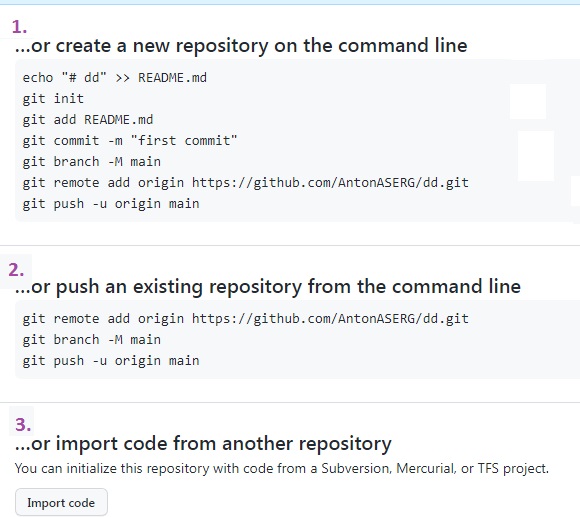 1.
...or create a new repository on the command line
echo "# dd" >> README.md
git init
git add README.md
git commit -m "first commit"
git branch -M main
git remote add origin https://github.com/AntonASERG/dd.git
git push -u origin main
2.
...or push an existing repository from the command line
git remote add origin https://github.com/AntonASERG/dd.git
git branch -M main
git push -u origin main
3.
...or import code from another repository
You can initialize this repository with code from a Subversion, Mercurial, or TFS project.
Import code